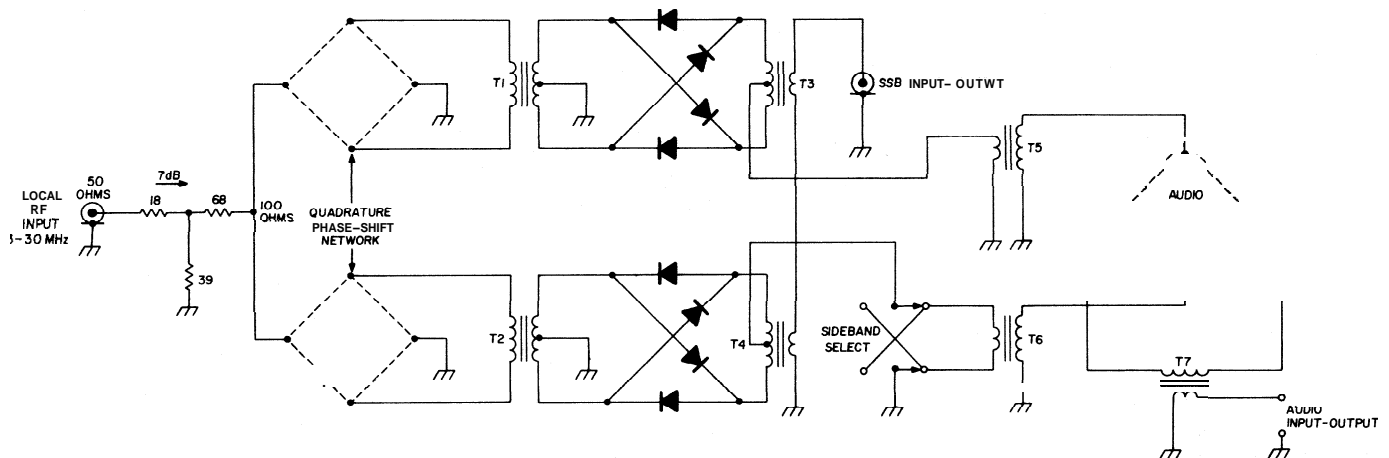 LOCAL
RF
INPUT
3-30 MHz
50
OHMS
7dB
18
68
39
100
OHMS
QUADRATURE
PHASE-SHIFT
NETWORK
T1
T2
T3
SSB INPUT-OUTWT
T4
SIDEBAND
SELECT
T5
AUDIO
T6
T7
AUDIO
INPUT-OUTPUT